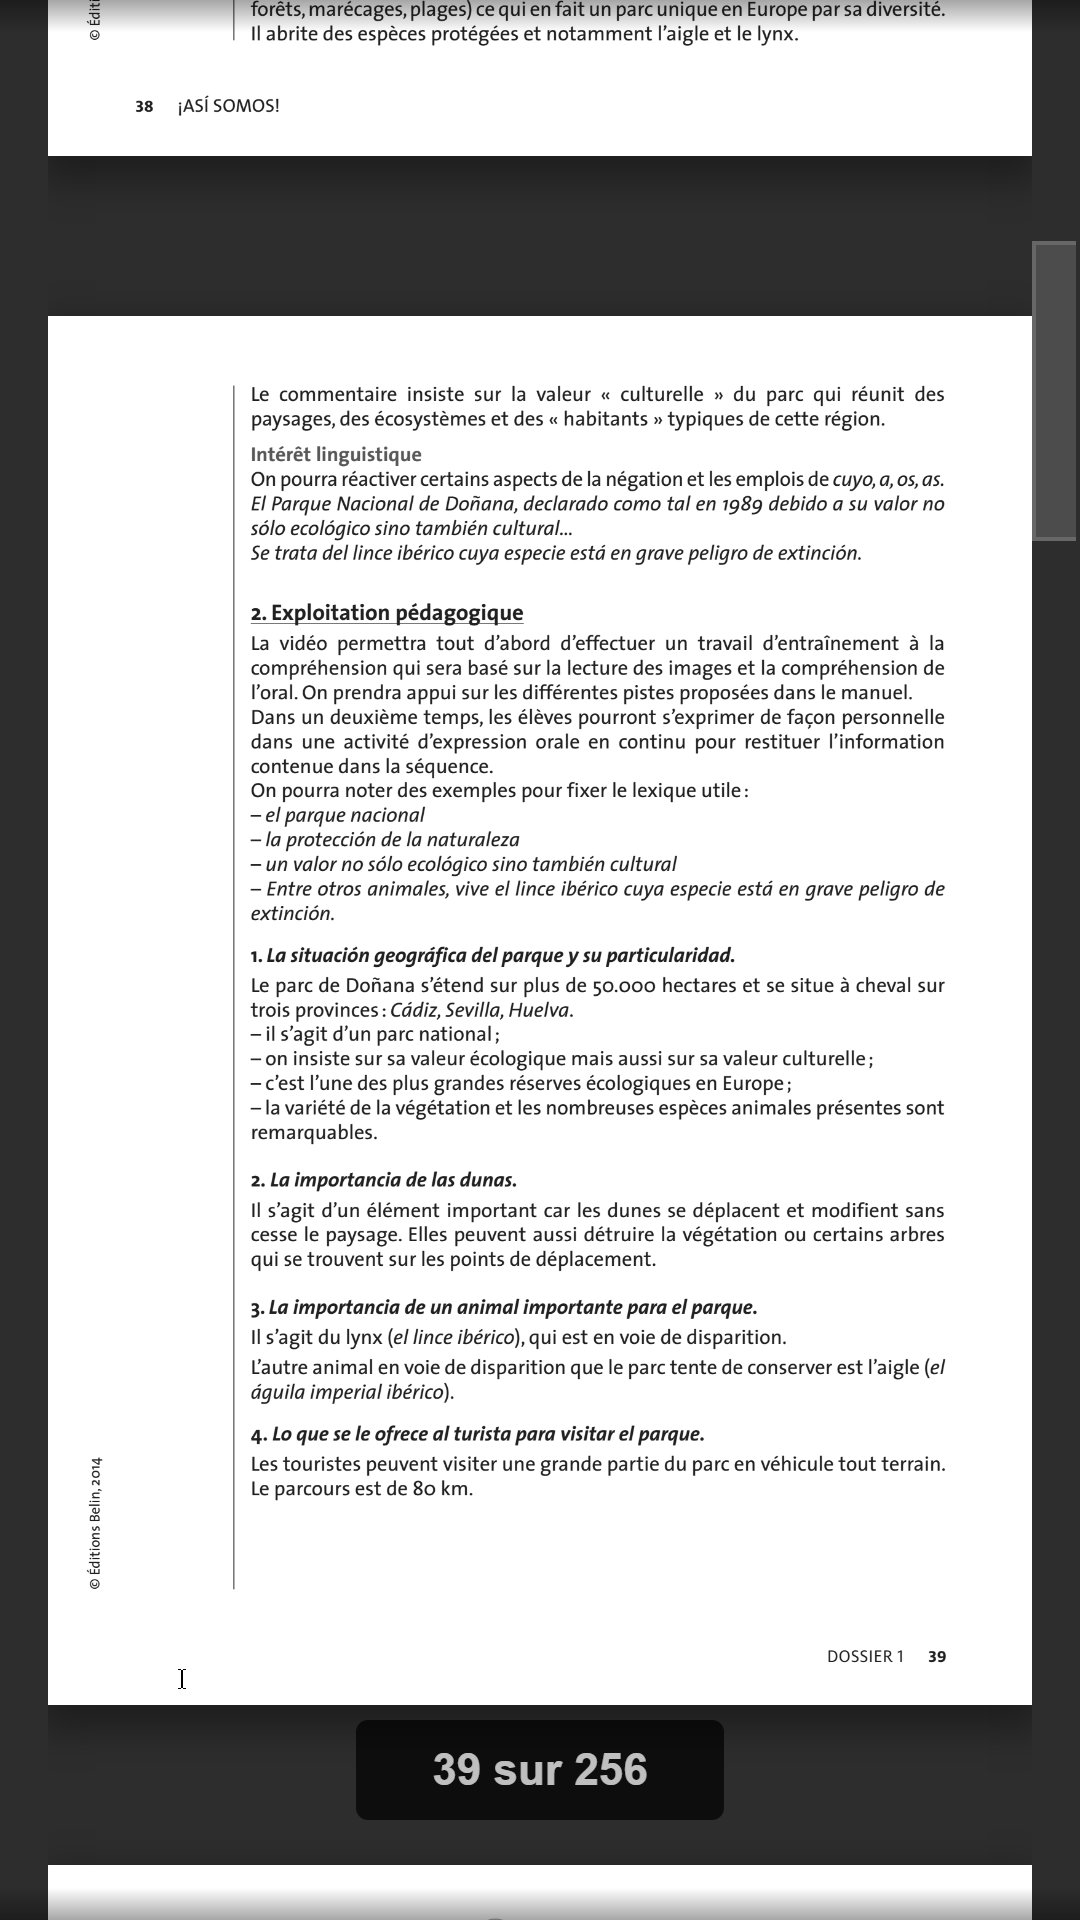 forêts, marécages, plages) ce qui en fait un parc unique en Europe par sa diversité.
Il abrite des espèces protégées et notamment l'aigle et le lynx.
© Éditi
38 ¡ASÍ SOMOS!
Le commentaire insiste sur la valeur « culturelle » du parc qui réunit des
paysages, des écosystèmes et des « habitants » typiques de cette région.
Intérêt linguistique
On pourra réactiver certains aspects de la négation et les emplois de cuyo, a, os, as.
El Parque Nacional de Doñana, declarado como tal en 1989 debido a su valor no
sólo ecológico sino también cultural...
Se trata del lince ibérico cuya especie está en grave peligro de extinción.
2. Exploitation pédagogique
La vidéo permettra tout d'abord d'effectuer un travail d'entraînement à la
compréhension qui sera basé sur la lecture des images et la compréhension de
l'oral. On prendra appui sur les différentes pistes proposées dans le manuel.
Dans un deuxième temps, les élèves pourront s'exprimer de façon personnelle
dans une activité d'expression orale en continu pour restituer l'information
contenue dans la séquence.
On pourra noter des exemples pour fixer le lexique utile :
– el parque nacional
– la protección de la naturaleza
– un valor no sólo ecológico sino también cultural
– Entre otros animales, vive el lince ibérico cuya especie está en grave peligro de
extinción.
1. La situación geográfica del parque y su particularidad.
Le parc de Doñana s'étend sur plus de 50.000 hectares et se situe à cheval sur
trois provinces : Cádiz, Sevilla, Huelva.
– il s'agit d'un parc national ;
– on insiste sur sa valeur écologique mais aussi sur sa valeur culturelle ;
– c'est l'une des plus grandes réserves écologiques en Europe ;
– la variété de la végétation et les nombreuses espèces animales présentes sont
remarquables.
2. La importancia de las dunas.
Il s'agit d'un élément important car les dunes se déplacent et modifient sans
cesse le paysage. Elles peuvent aussi détruire la végétation ou certains arbres
qui se trouvent sur les points de déplacement.
3. La importancia de un animal importante para el parque.
Il s'agit du lynx (el lince ibérico), qui est en voie de disparition.
L'autre animal en voie de disparition que le parc tente de conserver est l'aigle (el
águila imperial ibérico).
4. Lo que se le ofrece al turista para visitar el parque.
Les touristes peuvent visiter une grande partie du parc en véhicule tout terrain.
Le parcours est de 80 km.
© Éditions Belin, 2014
DOSSIER 1 39
39 sur 256